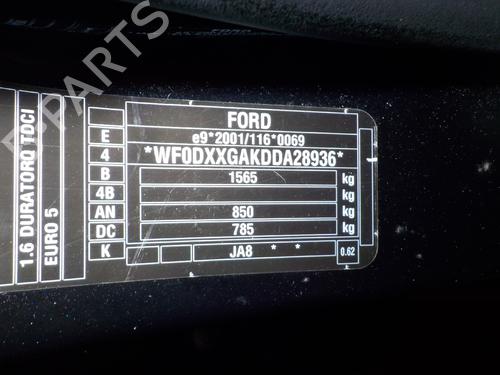 FORD
E e9*2001/116*0069
4 *WF0DXXGAKDDA28936*
B 1565 kg
4B kg
AN 850 kg
DC 785 kg
K JA8 * * 0.62
1.6 DURATORQ TDCI
EURO 5
B-PARTS